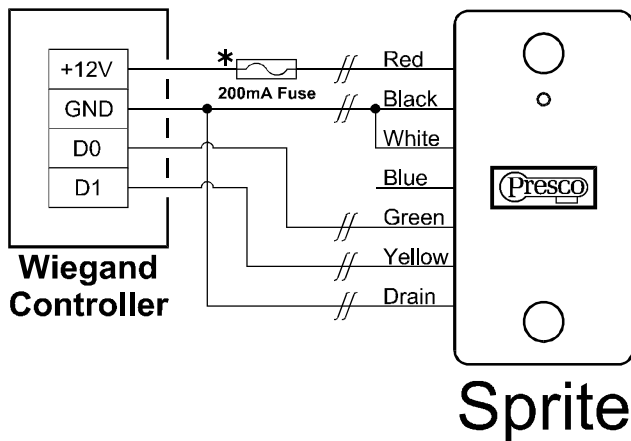 +12V
GND
D0
D1
Wiegand
Controller
*
200mA Fuse
Red
Black
White
Blue
Green
Yellow
Drain
Presco
Sprite